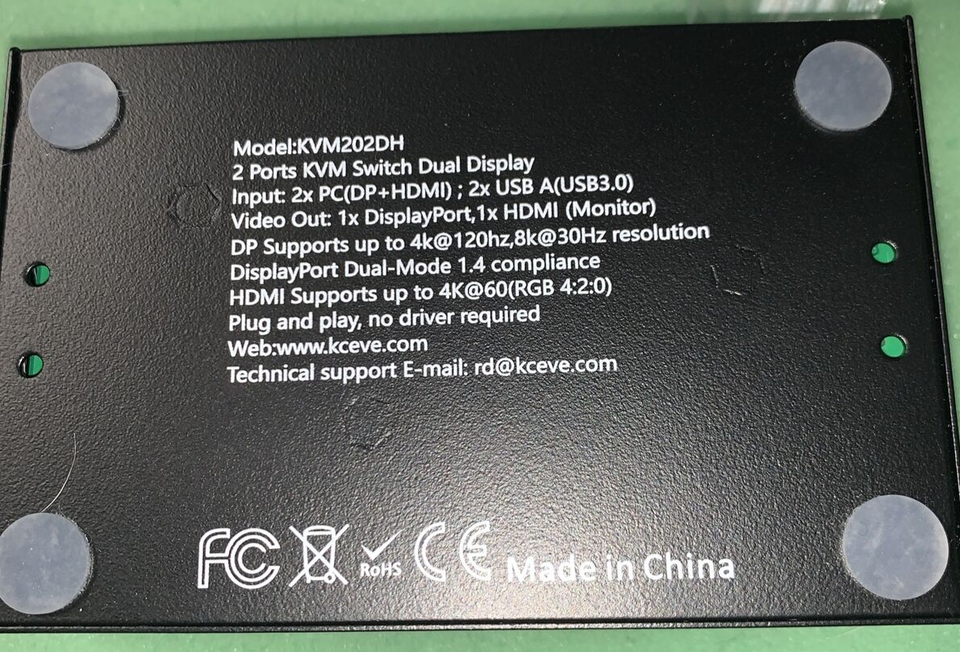 Model:KVM202DH
2 Ports KVM Switch Dual Display
Input: 2x PC(DP+HDMI) ; 2x USB A(USB3.0)
Video Out: 1x DisplayPort,1x HDMI (Monitor)
DP Supports up to 4k@120hz,8k@30Hz resolution
DisplayPort Dual-Mode 1.4 compliance
HDMI Supports up to 4K@60(RGB 4:2:0)
Plug and play, no driver required
Web:www.kceve.com
Technical support E-mail: rd@kceve.com
FC RoHS CE Made in China